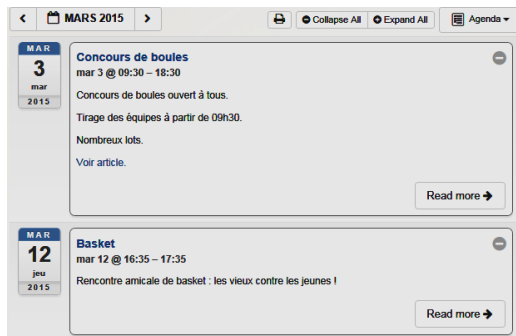 MARS 2015
Collapse All
Expand All
Agenda
MAR
3
mar
2015
Concours de boules
mar 3 @ 09:30 – 18:30
Concours de boules ouvert à tous.
Tirage des équipes à partir de 09h30.
Nombreux lots.
Voir article.
Read more
MAR
12
jeu
2015
Basket
mar 12 @ 16:35 – 17:35
Rencontre amicale de basket : les vieux contre les jeunes !
Read more